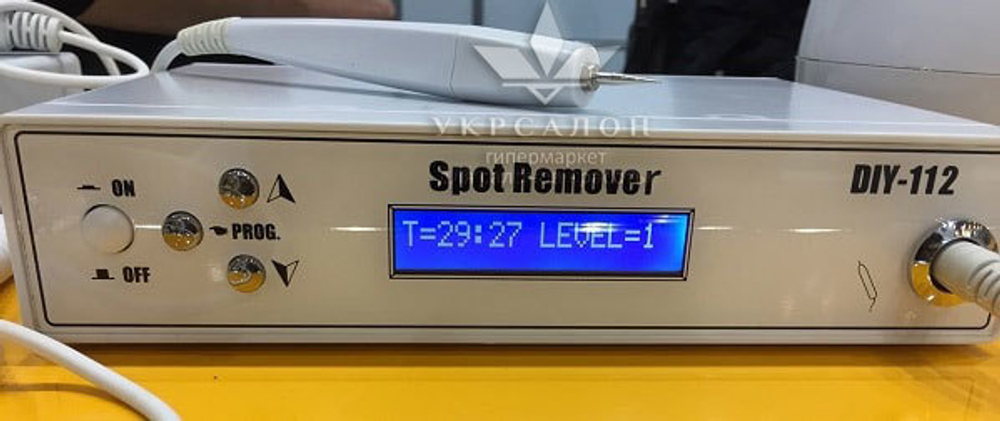 УКРСАЛОН
гипермаркет
Spot Remover
DIY-112
ON
PROG.
OFF
T=29:27 LEVEL=1